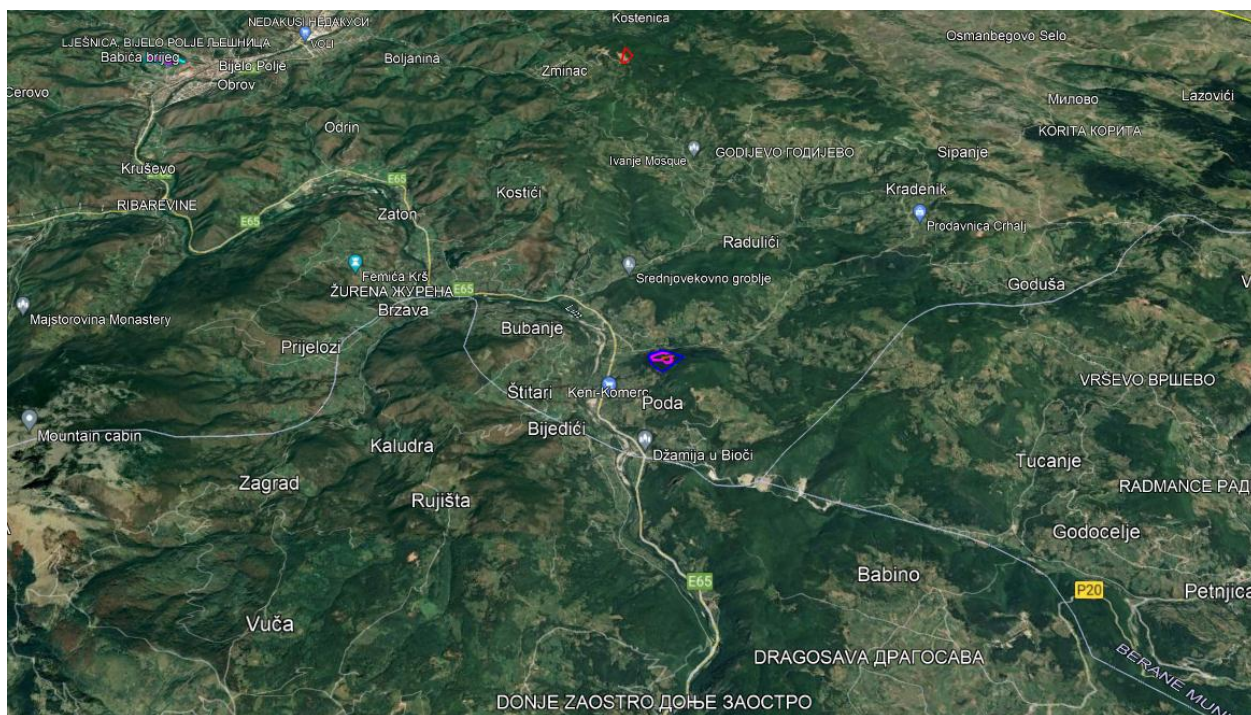 NEDAKUSI НЕДАКУСИ
Kostenica
VOLI
LJEŠNICA, BIJELO POLJE ЉЕШНИЦА
Babića brijeg
Bijelo Polje
Boljanina
Osmanbegovo Selo
Zminac
Obrov
Cerovo
Милово
Lazovići
Odrin
KORITA КОРИТА
Ivanje Mosque
GODIJEVO ГОДИЈЕВО
Sipanje
Kruševo
E65
Kostići
Kradenik
RIBAREVINE
Zaton
E65
Prodavnica Crhalj
Radulići
Femića Krš
Srednjovekovno groblje
Goduša
ŽURENA ЖУРЕНА
E65
Brzava
Majstorovina Monastery
Bubanje
Prijelozi
VRŠEVO ВРШЕВО
Štitari
Keni-Komerc
Poda
Bijedići
Mountain cabin
Kaludra
Džamija u Bioči
Tucanje
Zagrad
RADMANCE РАД
Rujišta
Godocelje
Babino
E65
P20
Petnjica
Vuča
DRAGOSAVA ДРАГОСАВА
BERANE MUNI
DONJE ZAOSTRO ДОЊЕ ЗАОСТРО